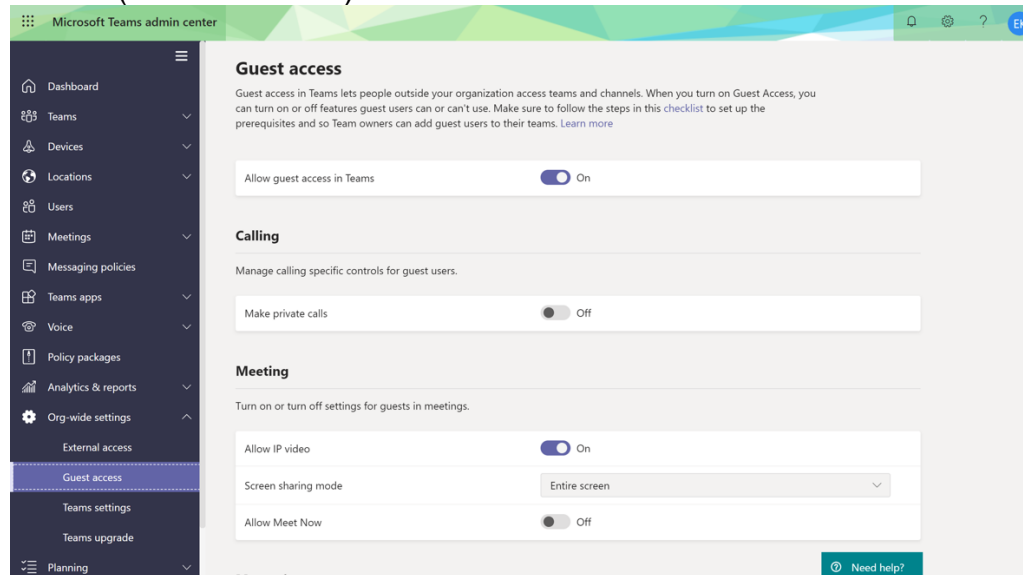 Microsoft Teams admin center
?
EK
Dashboard
Teams
Devices
Locations
Users
Meetings
Messaging policies
Teams apps
Voice
Policy packages
Analytics & reports
Org-wide settings
External access
Guest access
Teams settings
Teams upgrade
Planning
Guest access
Guest access in Teams lets people outside your organization access teams and channels. When you turn on Guest Access, you
can turn on or off features guest users can or can't use. Make sure to follow the steps in this checklist to set up the
prerequisites and so Team owners can add guest users to their teams. Learn more
Allow guest access in Teams On
Calling
Manage calling specific controls for guest users.
Make private calls Off
Meeting
Turn on or turn off settings for guests in meetings.
Allow IP video On
Screen sharing mode Entire screen
Allow Meet Now Off
Need help?